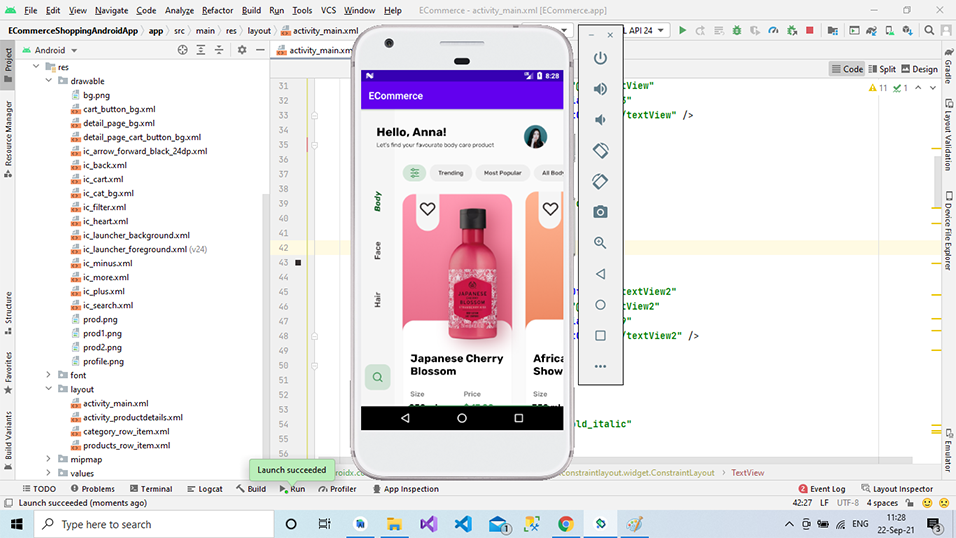 File Edit View Navigate Code Analyze Refactor Build Run Tools VCS Window Help ECommerce - activity_main.xml [ECommerce.app]
ECommerceShoppingAndroidApp app src main res layout activity_main.xml L API 24
Android activity_main.xm
Code Split Design
Project
Resource Manager
Structure
Favorites
Build Variants
res
drawable
bg.png
cart_button_bg.xml
detail_page_bg.xml
detail_page_cart_button_bg.xml
ic_arrow_forward_black_24dp.xml
ic_back.xml
ic_cart.xml
ic_cat_bg.xml
ic_filter.xml
ic_heart.xml
ic_launcher_background.xml
ic_launcher_foreground.xml (v24)
ic_minus.xml
ic_more.xml
ic_plus.xml
ic_search.xml
prod.png
prod1.png
prod2.png
profile.png
font
layout
activity_main.xml
activity_productdetails.xml
category_row_item.xml
products_row_item.xml
mipmap
values
31
32
33
34
35
36
37
38
39
40
41
42
43
44
45
46
47
48
49
50
51
52
53
54
55
56
8:28
ECommerce
Hello, Anna!
Let's find your favourate body care product
Trending Most Popular All Body
Body
Face
Hair
JAPANESE
BLOSSOM
Japanese Cherry
Blossom
Size Price
Africa
Show
Size
textView"
textView" />
textView2"
textView2"
textView2" />
old_italic"
11 1
Gradle
Layout Validation
Device File Explorer
Emulator
constraintlayout.widget.ConstraintLayout TextView
Launch succeeded
TODO Problems Terminal Logcat Build Run Profiler App Inspection 2 Event Log Layout Inspector
Launch succeeded (moments ago) 42:27 LF UTF-8 4 spaces
Type here to search 1 ENG 11:28
22-Sep-21 3